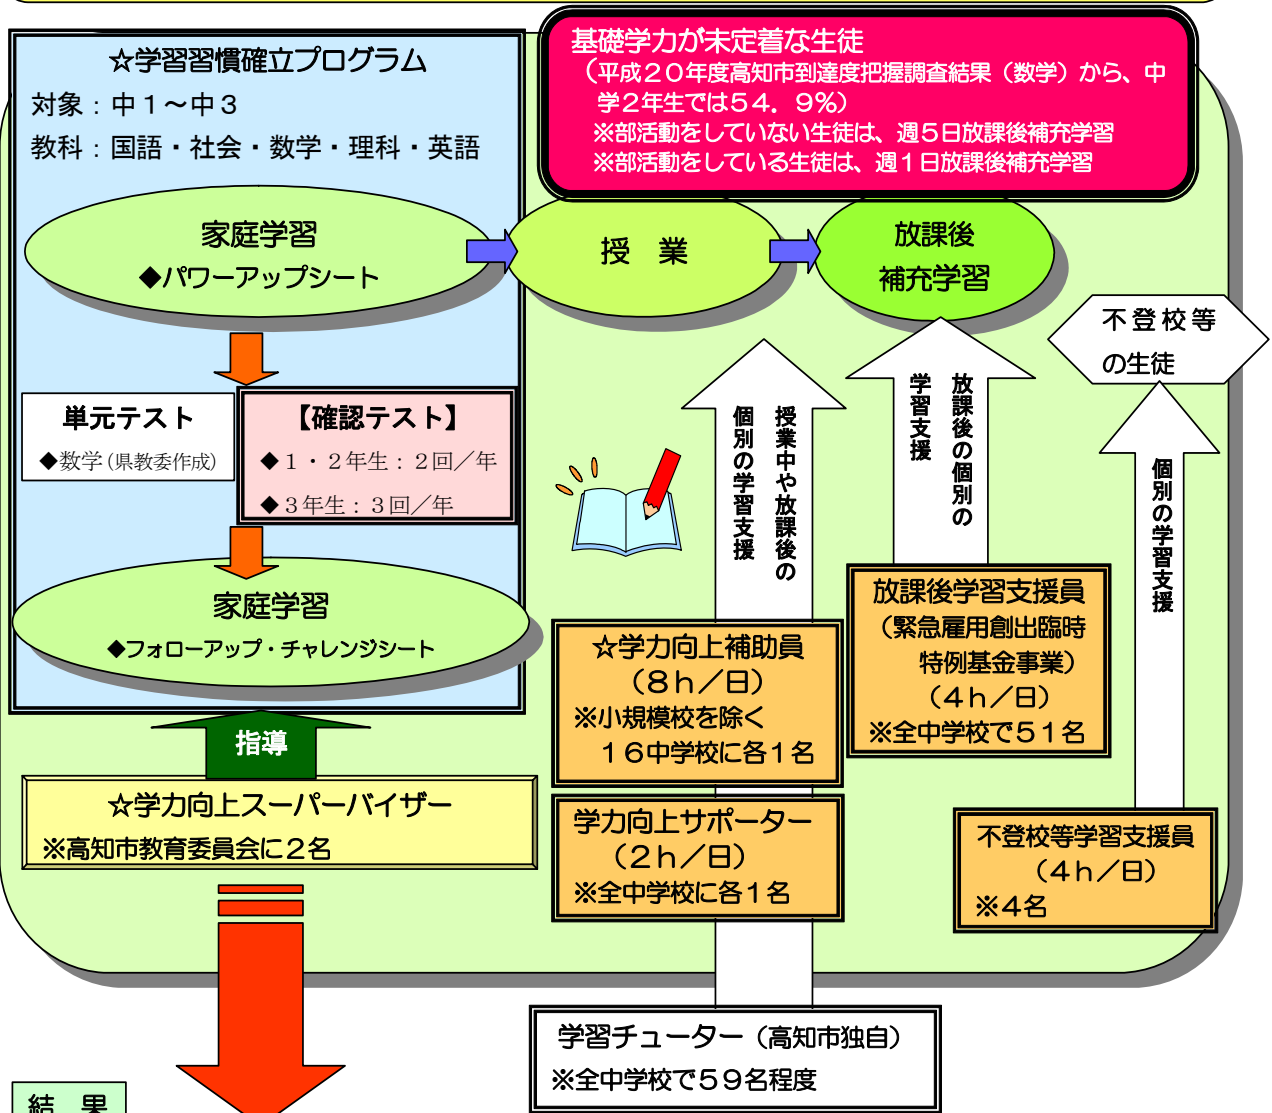 ☆学習習慣確立プログラム
対象：中１～中３
教科：国語・社会・数学・理科・英語
基礎学力が未定着な生徒
（平成２０年度高知市到達度把握調査結果（数学）から、中
学２年生では５４．９％）
※部活動をしていない生徒は、週５日放課後補充学習
※部活動をしている生徒は、週１日放課後補充学習
家庭学習
◆パワーアップシート
授　業
放課後
補充学習
不登校等
の生徒
単元テスト
◆数学（県教委作成）
【確認テスト】
◆１・２年生：２回／年
◆３年生：３回／年
家庭学習
◆フォローアップ・チャレンジシート
授業中や放課後の
個別の学習支援
放課後の個別の
学習支援
個別の学習支援
放課後学習支援員
（緊急雇用創出臨時
特例基金事業）
（４ｈ／日）
※全中学校で５１名
☆学力向上補助員
（８ｈ／日）
※小規模校を除く
１６中学校に各１名
指導
☆学力向上スーパーバイザー
※高知市教育委員会に２名
学力向上サポーター
（２ｈ／日）
※全中学校に各１名
不登校等学習支援員
（４ｈ／日）
※４名
学習チューター（高知市独自）
※全中学校で５９名程度
結　果